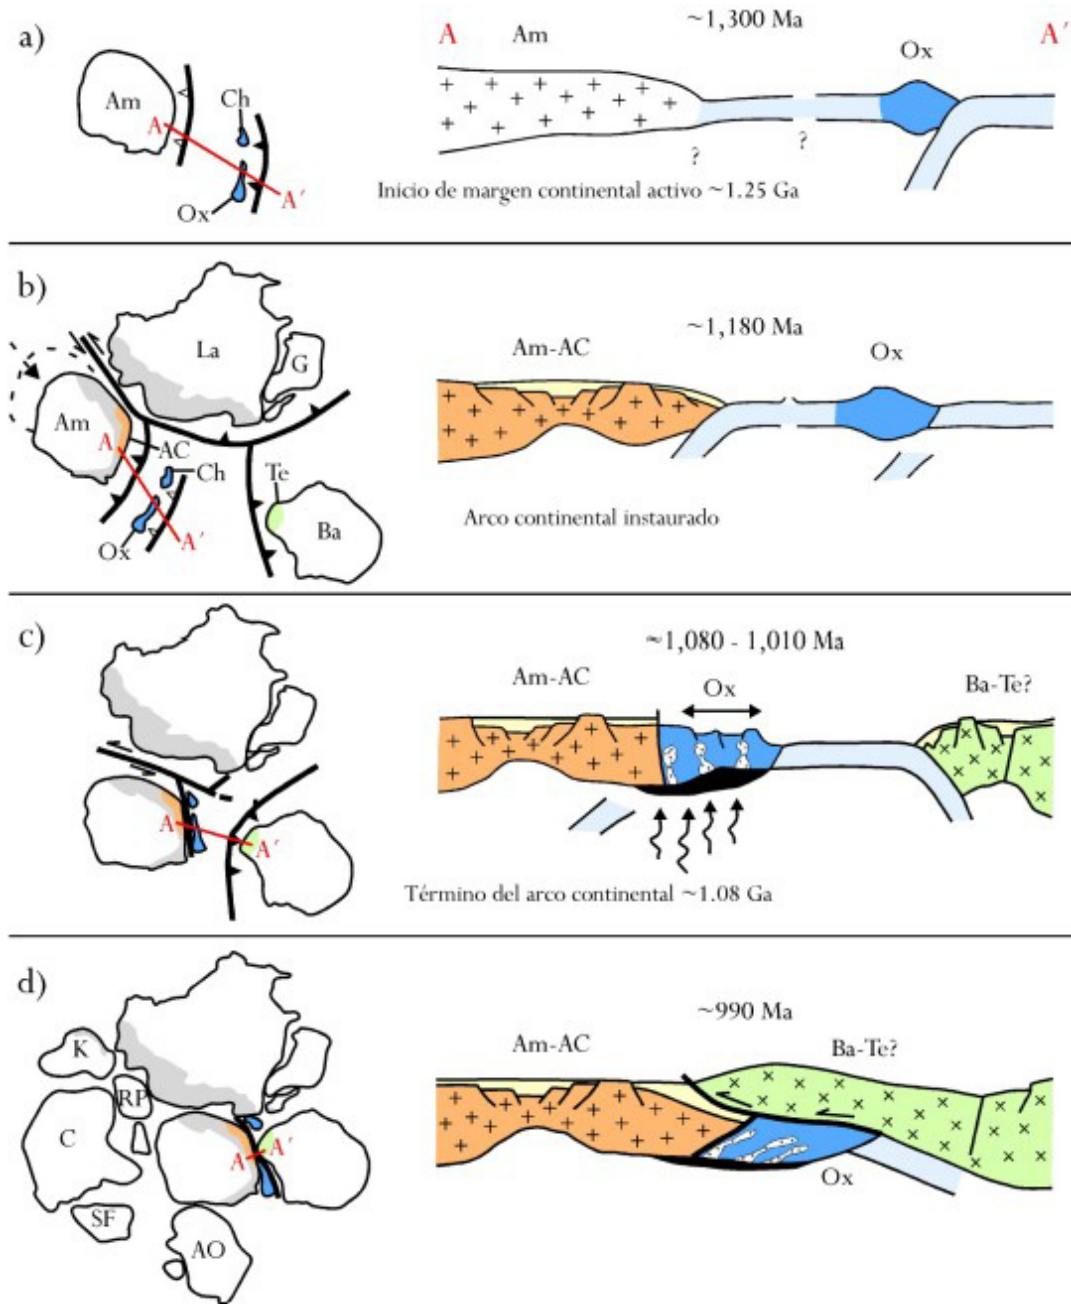 a)
A
Am
~1,300 Ma
Ox
A′
Am
Ch
A
A′
Ox
?
?
Inicio de margen continental activo ~1.25 Ga
b)
La
G
Am
A
AC
Ch
Te
Ba
Ox
A′
~1,180 Ma
Am-AC
Ox
Arco continental instaurado
c)
A
A′
≈1,080 - 1,010 Ma
Am-AC
Ox
Ba-Te?
Término del arco continental ~1.08 Ga
d)
K
RP
C
A
A′
SF
AO
~990 Ma
Am-AC
Ba-Te?
Ox